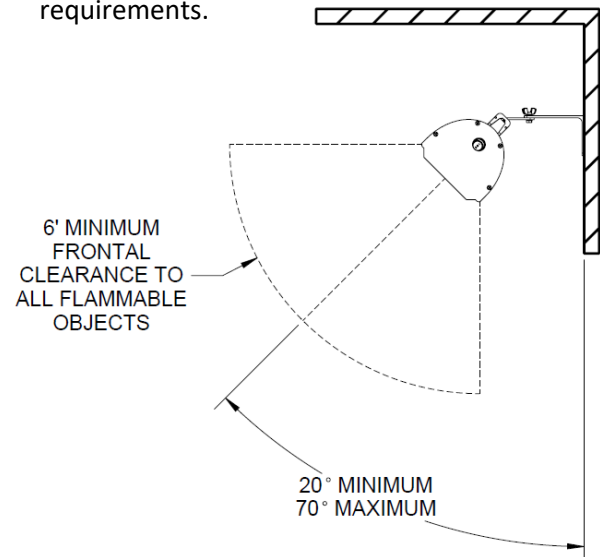 requirements.
6' MINIMUM
FRONTAL
CLEARANCE TO
ALL FLAMMABLE
OBJECTS
20° MINIMUM
70° MAXIMUM